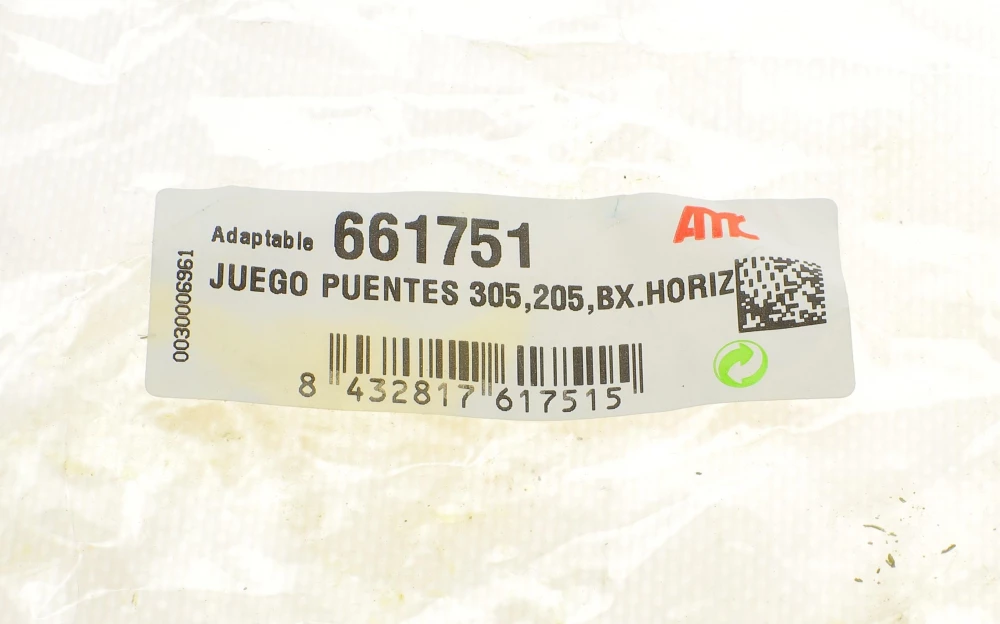 Adaptable 661751
AMC
JUEGO PUENTES 305,205,BX.HORIZ
0030006961
8 432817 617515